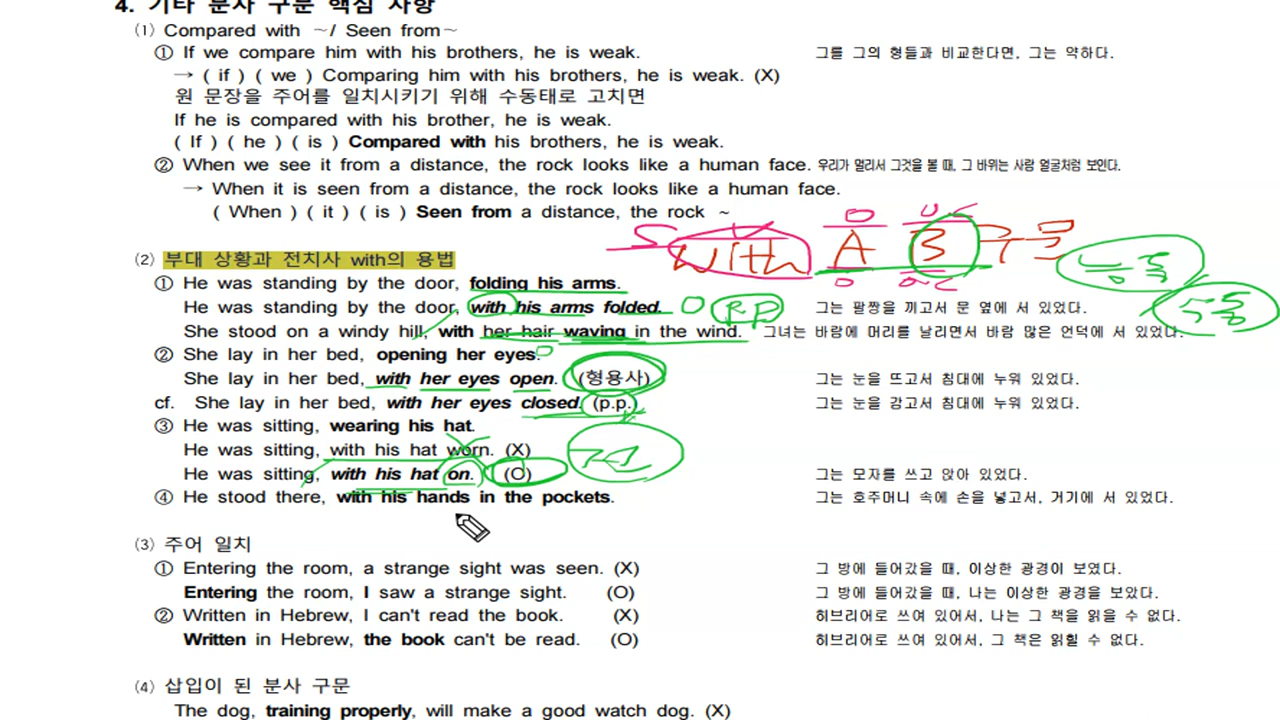 4. 기타 분사 구문 핵심 사항
(1) Compared with ~/ Seen from~
① If we compare him with his brothers, he is weak. 그를 그의 형들과 비교한다면, 그는 약하다.
→ ( if ) ( we ) Comparing him with his brothers, he is weak. (X)
원 문장을 주어를 일치시키기 위해 수동태로 고치면
If he is compared with his brother, he is weak.
( If ) ( he ) ( is ) Compared with his brothers, he is weak.
② When we see it from a distance, the rock looks like a human face. 우리가 멀리서 그것을 볼 때, 그 바위는 사람 얼굴처럼 보인다.
→ When it is seen from a distance, the rock looks like a human face.
( When ) ( it ) ( is ) Seen from a distance, the rock ~
S V O
with A B 구문
능동
수동
(2) 부대 상황과 전치사 with의 용법
① He was standing by the door, folding his arms.
He was standing by the door, with his arms folded. O P.P 그는 팔짱을 끼고서 문 옆에 서 있었다.
She stood on a windy hill, with her hair waving in the wind. 그녀는 바람에 머리를 날리면서 바람 많은 언덕에 서 있었다.
② She lay in her bed, opening her eyes.
She lay in her bed, with her eyes open. (형용사) 그는 눈을 뜨고서 침대에 누워 있었다.
cf. She lay in her bed, with her eyes closed. (p.p.) 그는 눈을 감고서 침대에 누워 있었다.
③ He was sitting, wearing his hat.
He was sitting, with his hat worn. (X)
He was sitting, with his hat on. (O) 그는 모자를 쓰고 앉아 있었다.
④ He stood there, with his hands in the pockets. 그는 호주머니 속에 손을 넣고서, 거기에 서 있었다.
(3) 주어 일치
① Entering the room, a strange sight was seen. (X) 그 방에 들어갔을 때, 이상한 광경이 보였다.
Entering the room, I saw a strange sight. (O) 그 방에 들어갔을 때, 나는 이상한 광경을 보았다.
② Written in Hebrew, I can't read the book. (X) 히브리어로 쓰여 있어서, 나는 그 책을 읽을 수 없다.
Written in Hebrew, the book can't be read. (O) 히브리어로 쓰여 있어서, 그 책은 읽힐 수 없다.
(4) 삽입이 된 분사 구문
The dog, training properly, will make a good watch dog. (X)